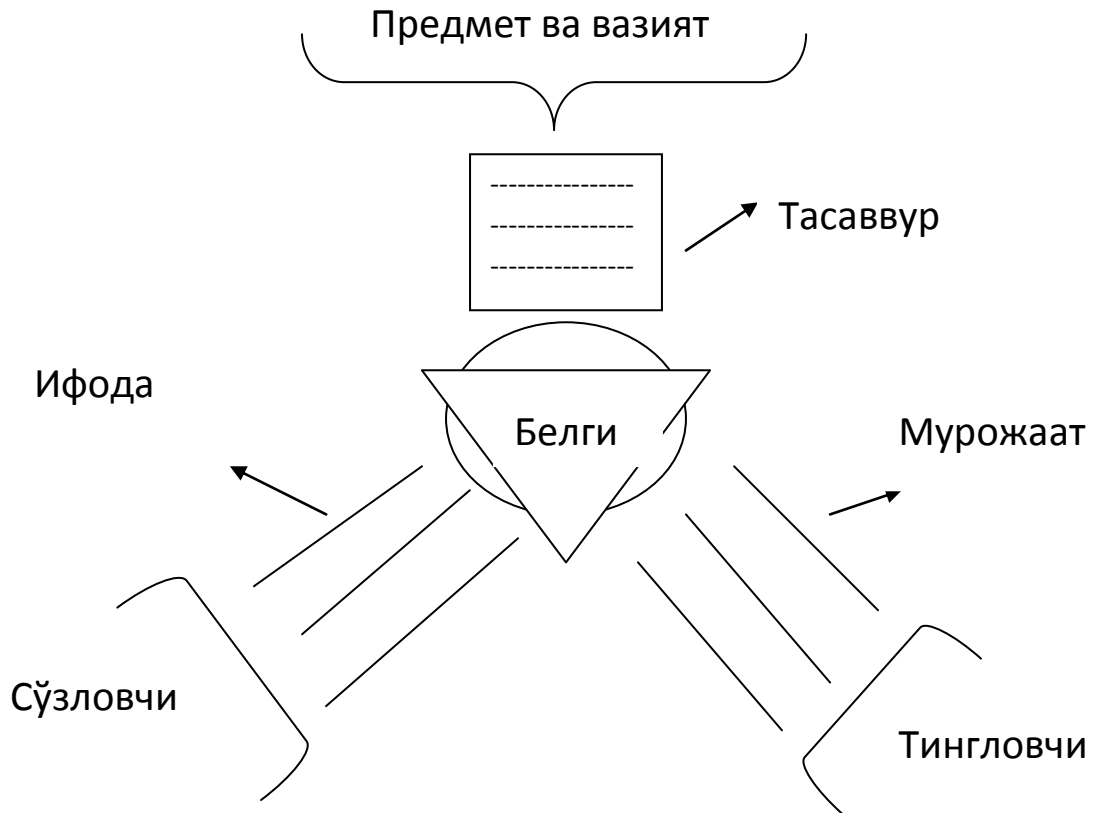 Предмет ва вазият
Тасаввур
Ифода
Белги
Мурожаат
Сўзловчи
Тингловчи